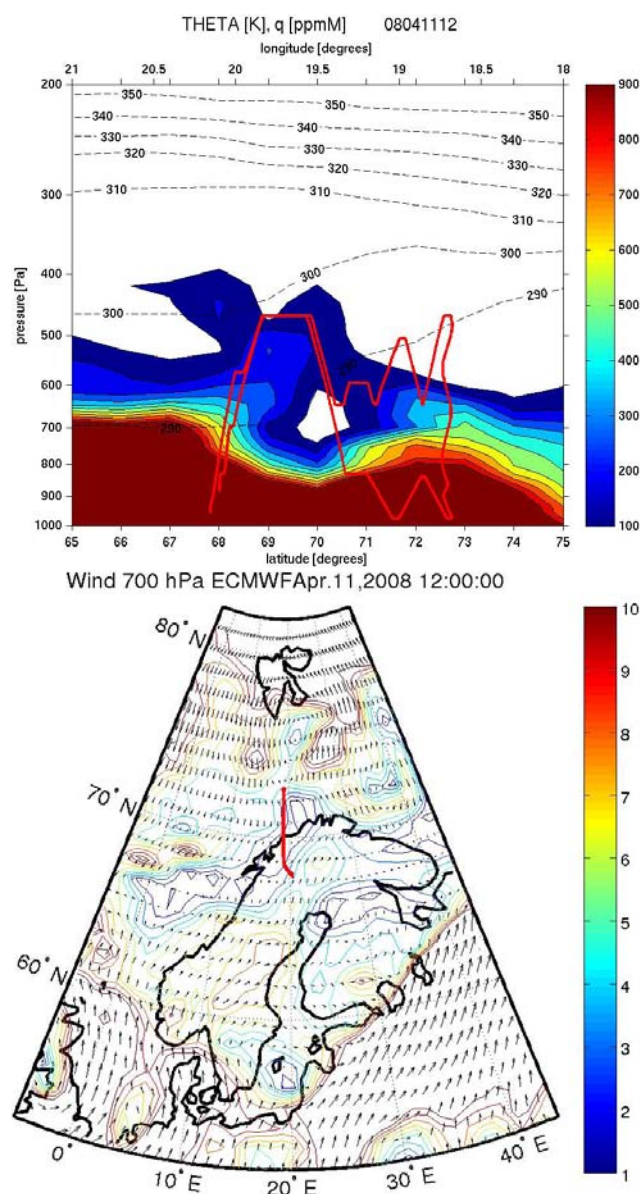 THETA [K], q [ppmM] 08041112
longitude [degrees]
21 20.5 20 19.5 19 18.5 18
200
300
400
500
600
700
800
900
1000
pressure [Pa]
350 350 350
340 340 340
330 330 330
320 320 320
310 310 310
300 300 300
290 290 290
65 66 67 68 69 70 71 72 73 74 75
latitude [degrees]
900
800
700
600
500
400
300
200
100
Wind 700 hPa ECMWFApr.11,2008 12:00:00
80° N
70° N
60° N
0° 10° E 20° E 30° E 40° E
10
9
8
7
6
5
4
3
2
1